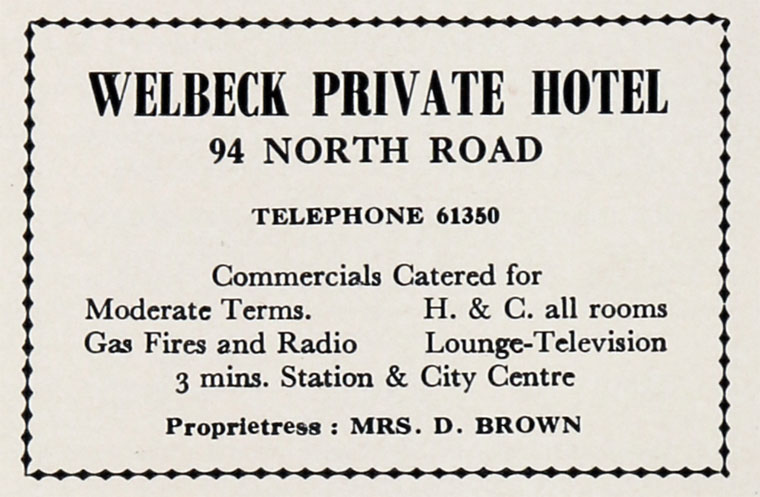 WELBECK PRIVATE HOTEL
94 NORTH ROAD
TELEPHONE 61350
Commercials Catered for
Moderate Terms. H. & C. all rooms
Gas Fires and Radio Lounge-Television
3 mins. Station & City Centre
Proprietress : MRS. D. BROWN